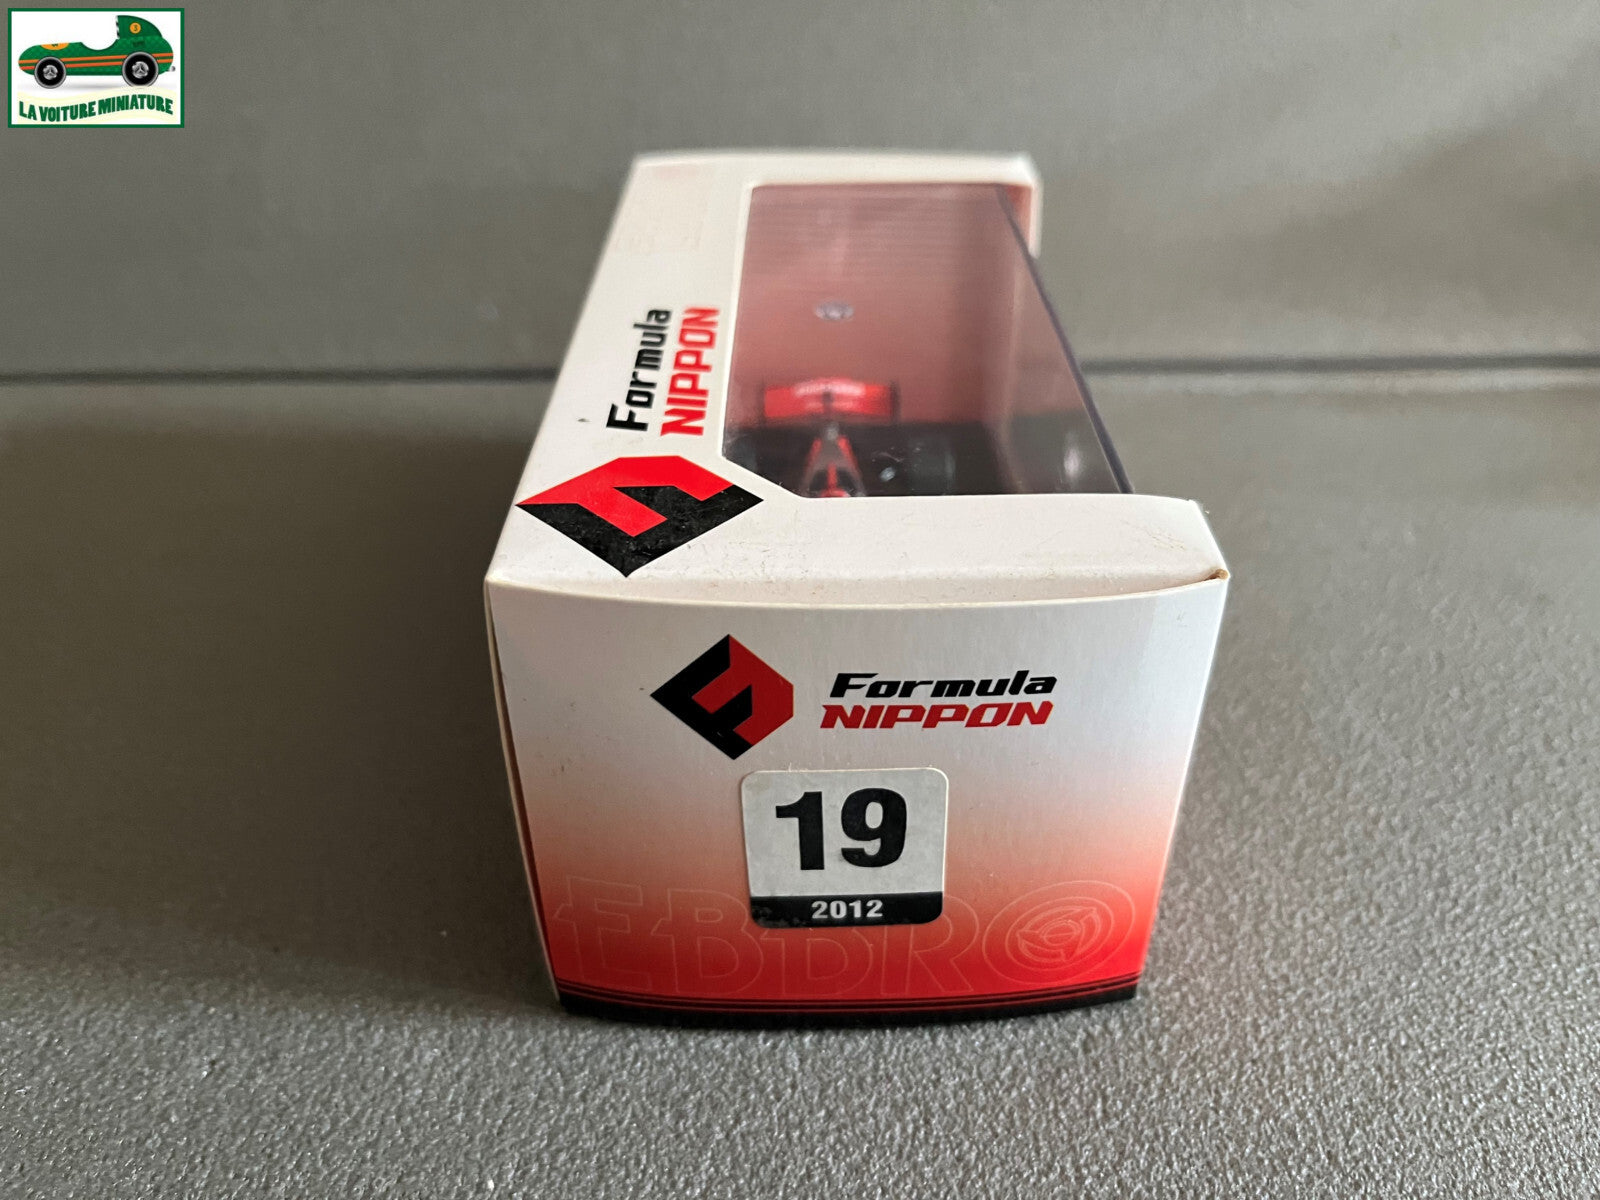 LA VOITURE MINIATURE
Formula
NIPPON
Formula
NIPPON
19
2012
EBBRO